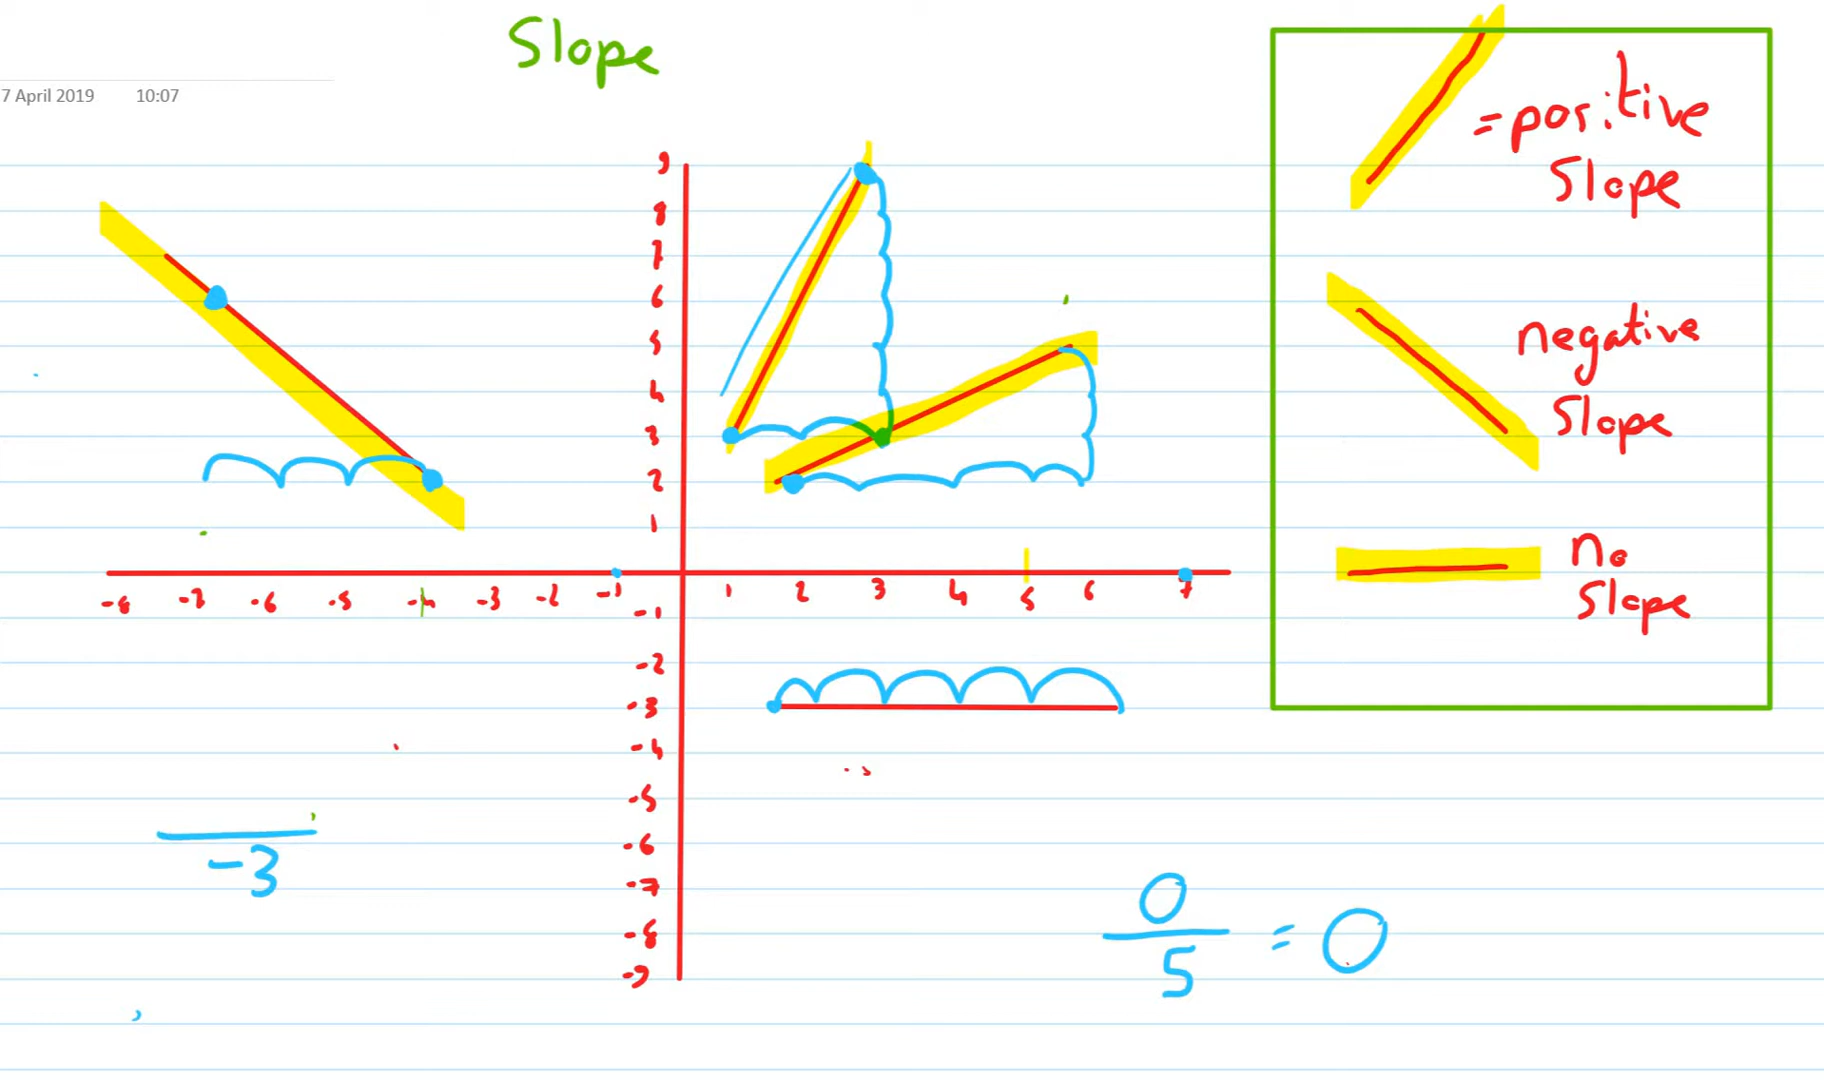 Slope
7 April 2019 10:07
= positive
Slope
negative
Slope
no
Slope
9
8
7
6
5
4
3
2
1
-8 -7 -6 -5 -4 -3 -2 -1 1 2 3 4 5 6 7
-1
-2
-3
-4
-5
-6
-7
-8
-9
-3
0
5
= 0